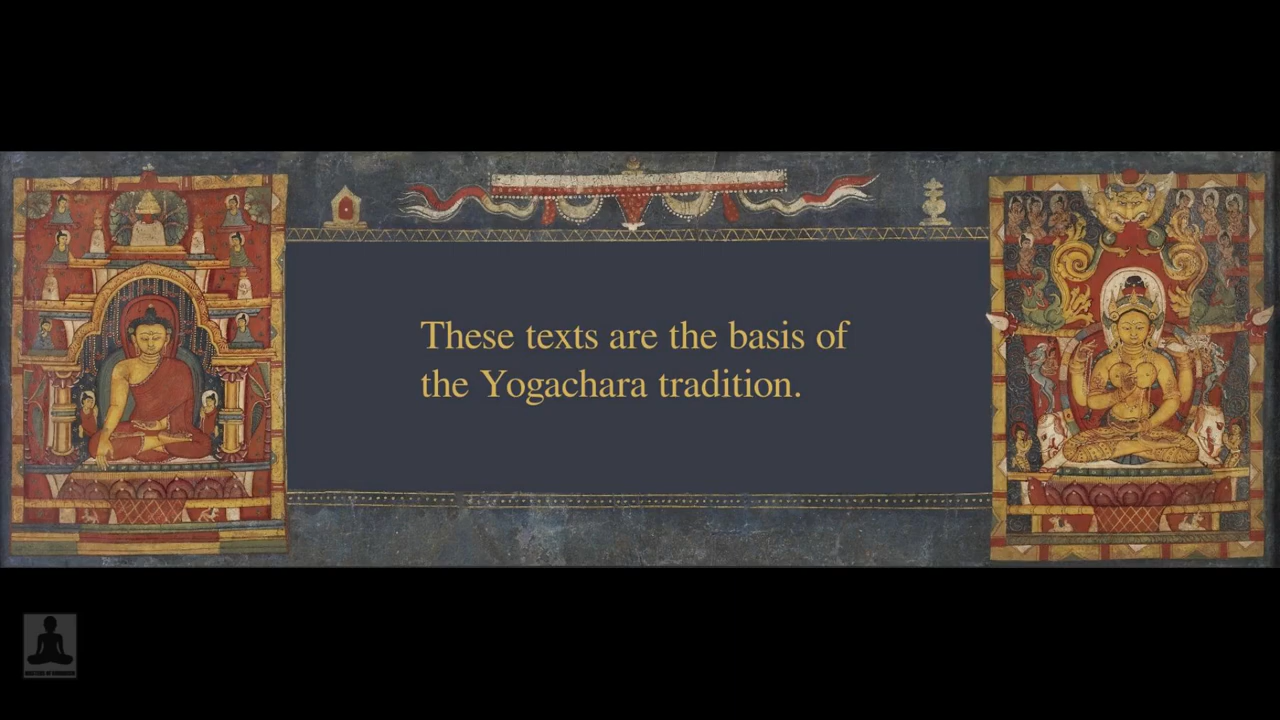 These texts are the basis of
the Yogachara tradition.